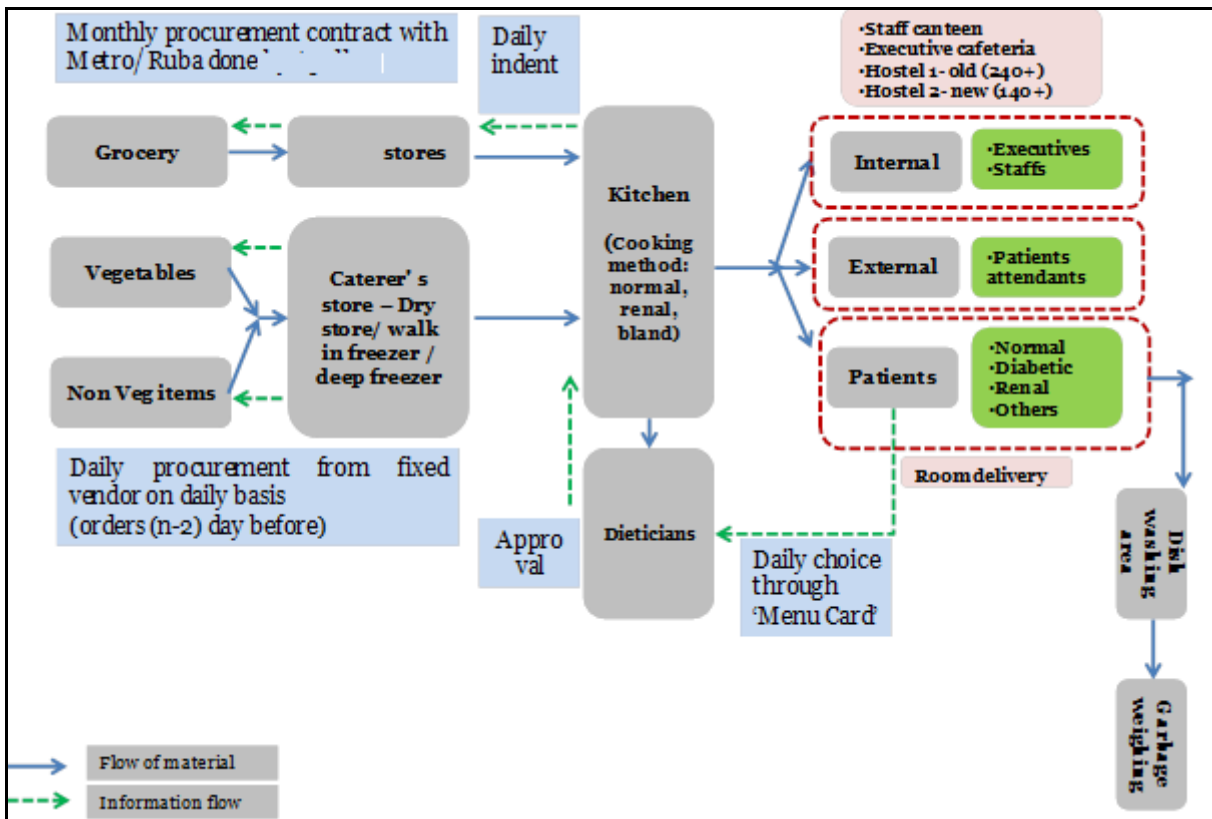 Monthly procurement contract with
Metro/ Ruba done
Daily
indent
•Staff canteen
•Executive cafeteria
•Hostel 1- old (240+)
•Hostel 2- new (140+)
Grocery
stores
Kitchen
(Cooking
method:
normal,
renal,
bland)
Internal
•Executives
•Staffs
Vegetables
Caterer's
store – Dry
store/ walk
in freezer /
deep freezer
External
•Patients
attendants
Non Veg items
Patients
•Normal
•Diabetic
•Renal
•Others
Daily procurement from fixed
vendor on daily basis
(orders (n-2) day before)
Room delivery
Appro
val
Dieticians
Daily choice
through
‘Menu Card’
Dish
washing
area
Garbage
weighing
Flow of material
Information flow